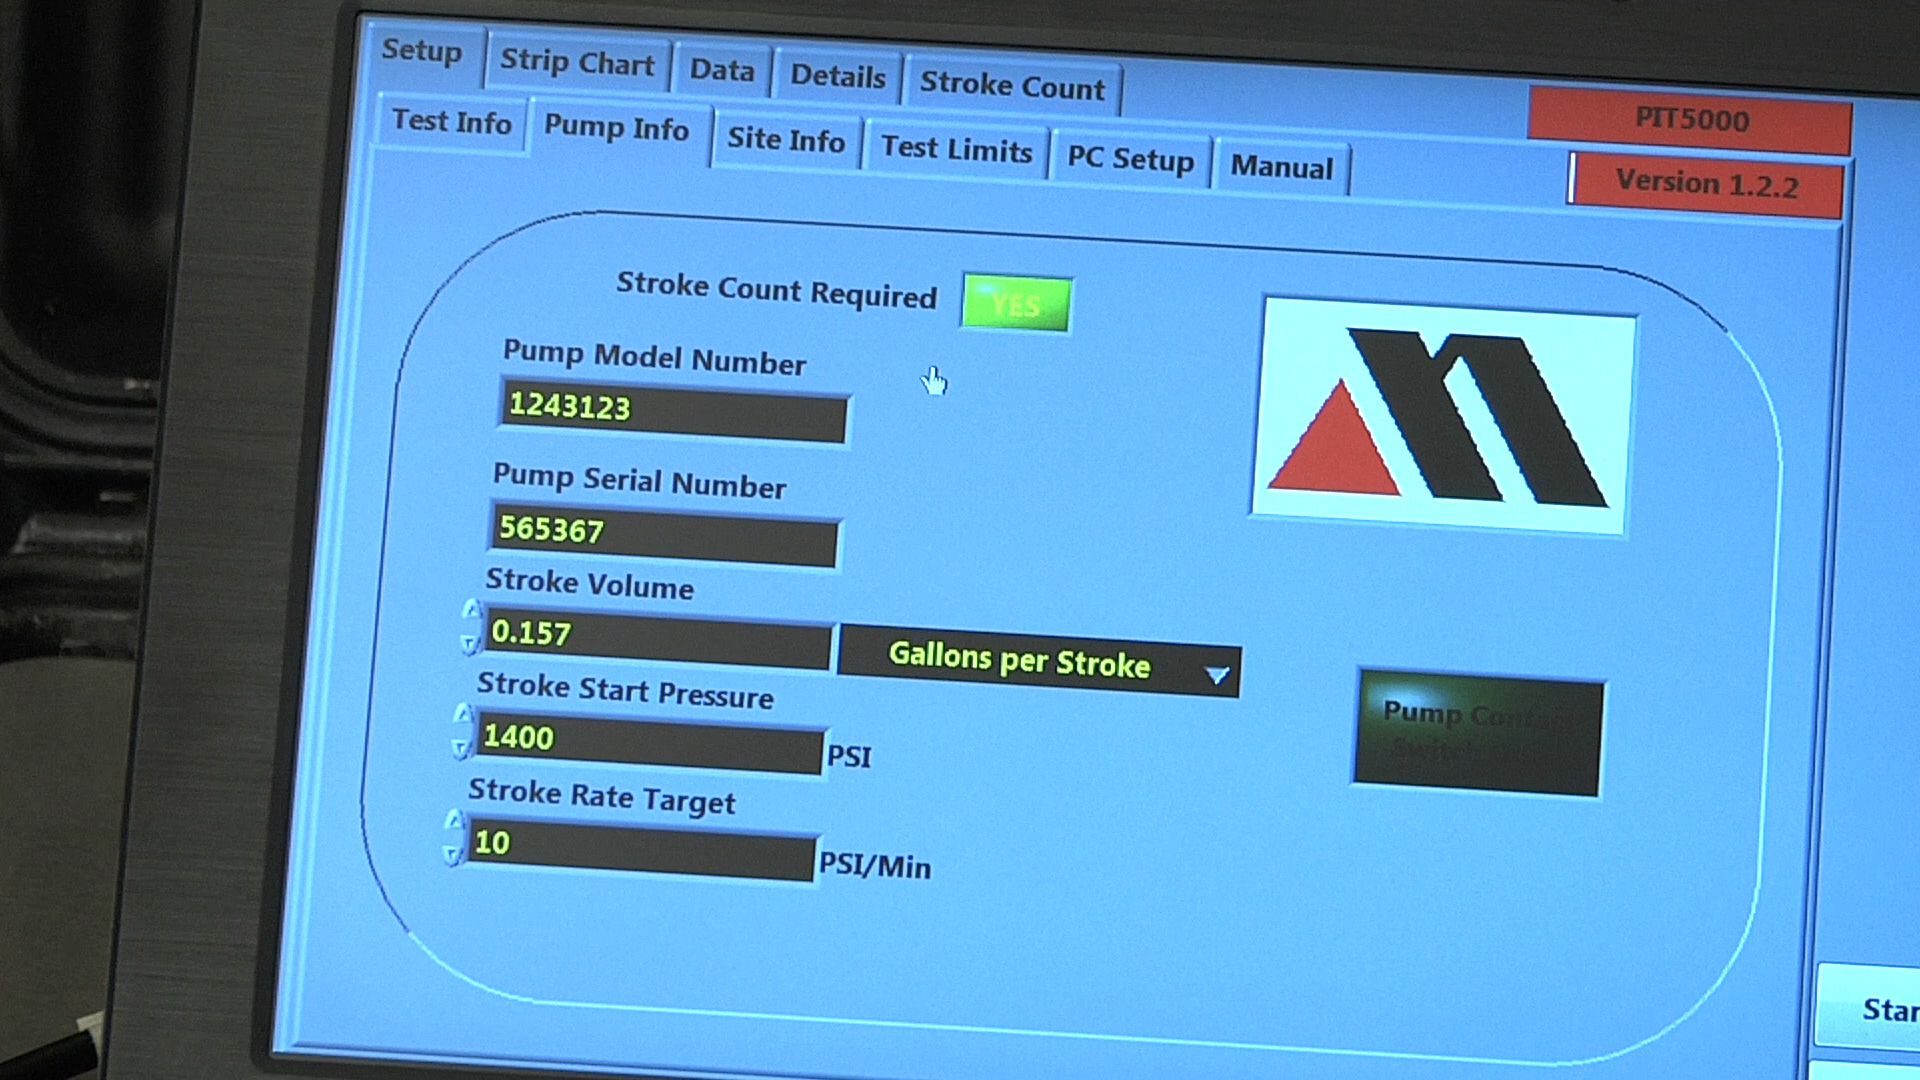 Setup Strip Chart Data Details Stroke Count
PIT5000
Test Info Pump Info Site Info Test Limits PC Setup Manual
Version 1.2.2
Stroke Count Required YES
Pump Model Number
1243123
Pump Serial Number
565367
Stroke Volume
0.157 Gallons per Stroke
Stroke Start Pressure
1400 PSI
Pump
Switch
Stroke Rate Target
10 PSI/Min